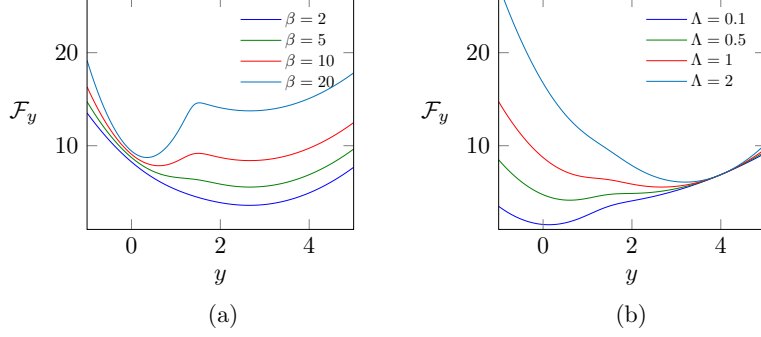 β = 2
β = 5
β = 10
β = 20
20
10
F_y
0
2
4
y
(a)
Λ = 0.1
Λ = 0.5
Λ = 1
Λ = 2
20
10
F_y
0
2
4
y
(b)